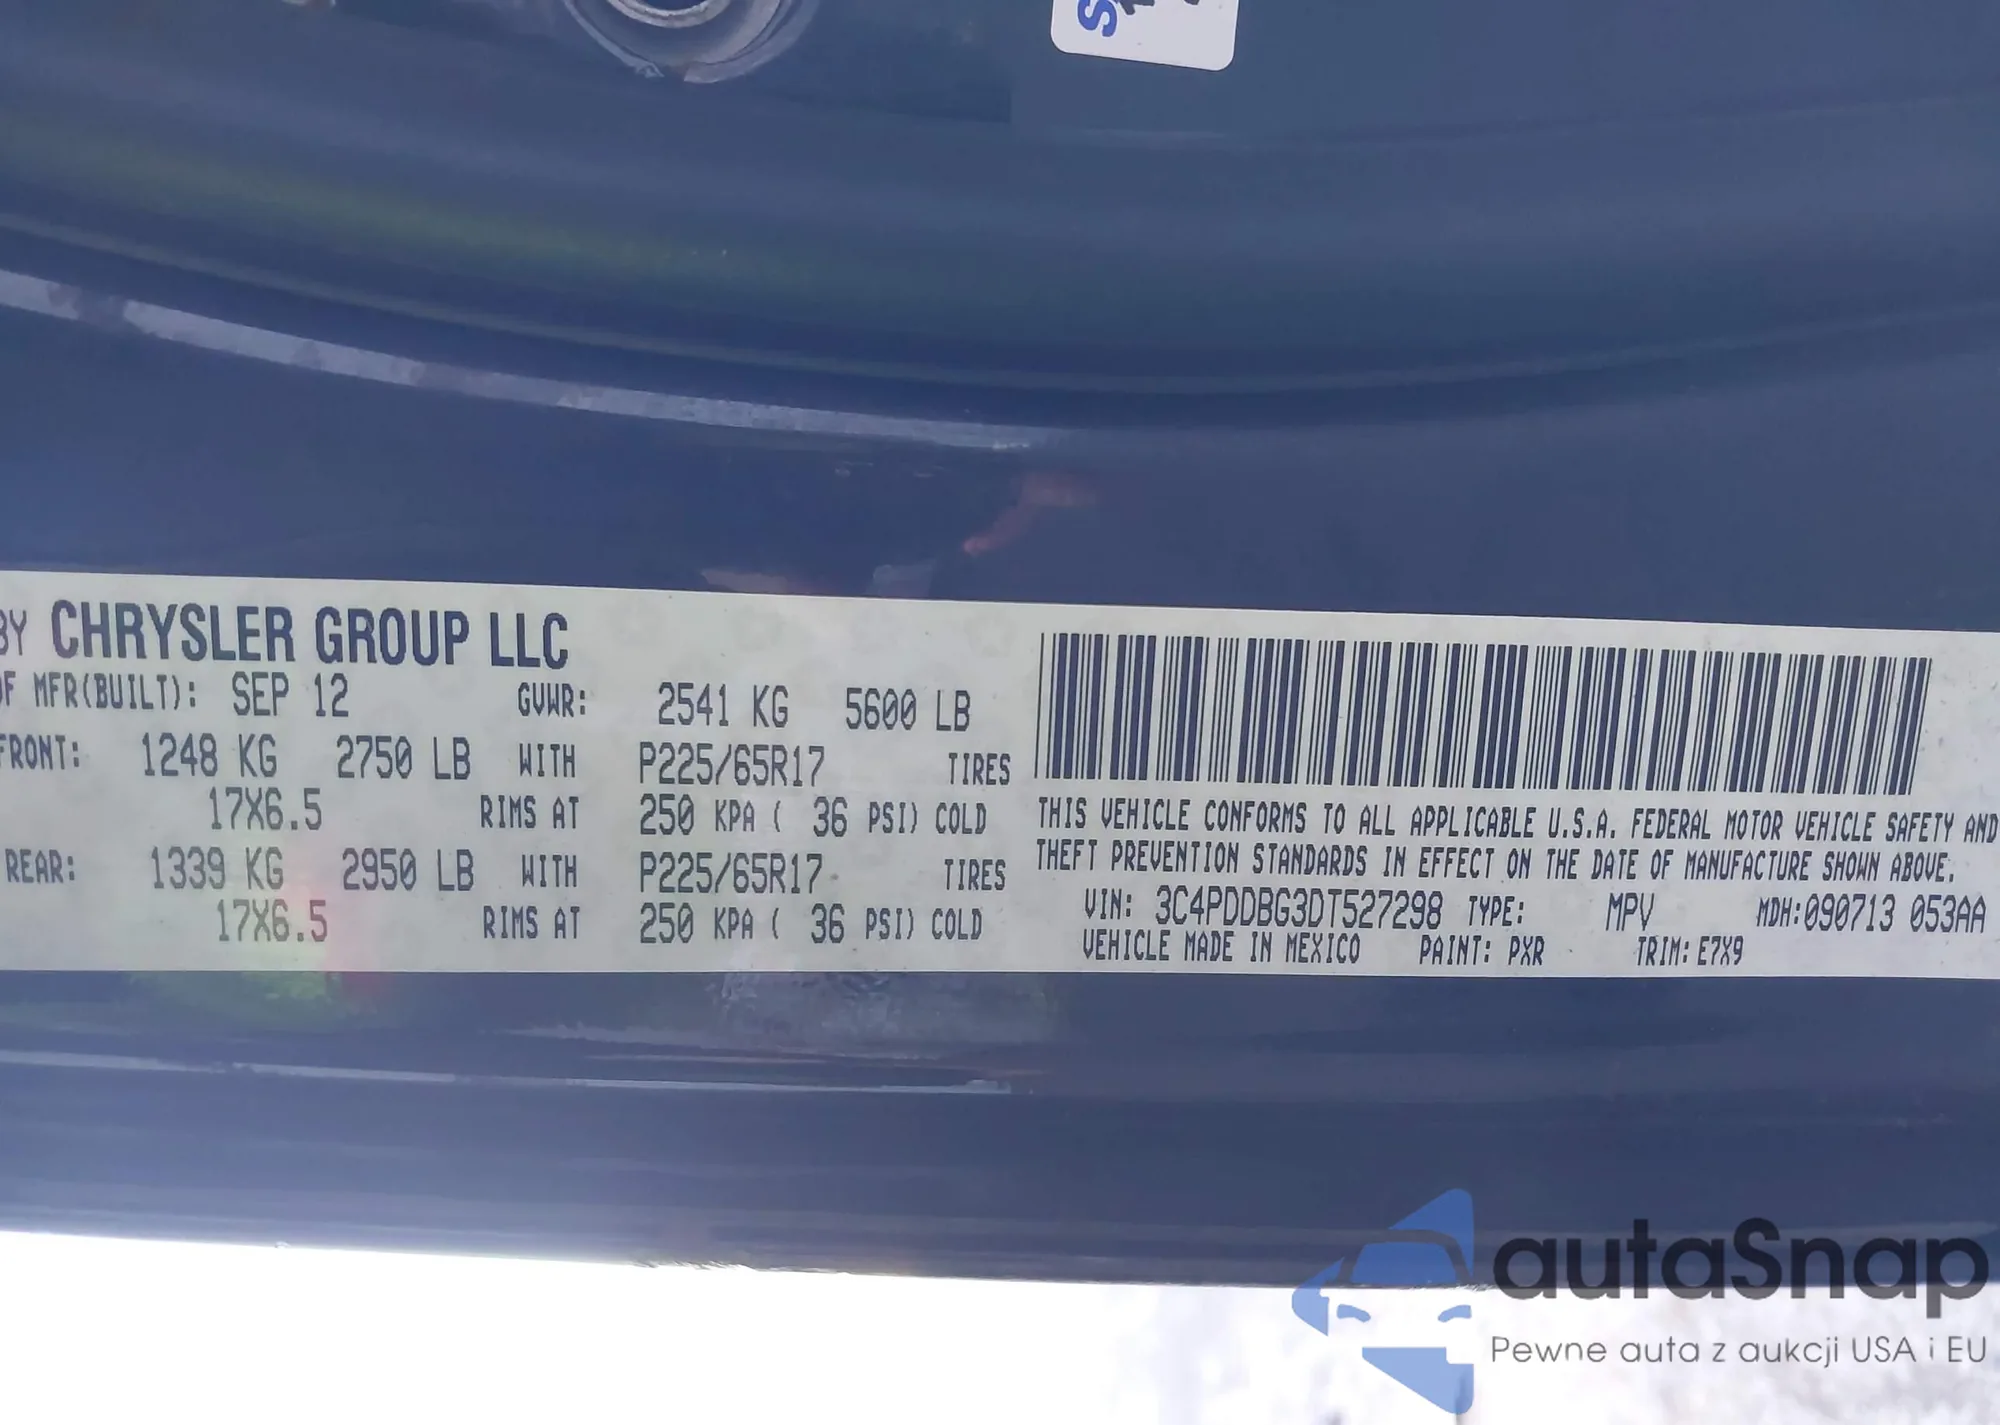 S
BY CHRYSLER GROUP LLC
OF MFR(BUILT): SEP 12 GVWR: 2541 KG 5600 LB
FRONT: 1248 KG 2750 LB WITH P225/65R17 TIRES
17X6.5 RIMS AT 250 KPA ( 36 PSI) COLD
REAR: 1339 KG 2950 LB WITH P225/65R17 TIRES
17X6.5 RIMS AT 250 KPA ( 36 PSI) COLD
THIS VEHICLE CONFORMS TO ALL APPLICABLE U.S.A. FEDERAL MOTOR VEHICLE SAFETY AND
THEFT PREVENTION STANDARDS IN EFFECT ON THE DATE OF MANUFACTURE SHOWN ABOVE.
VIN: 3C4PDDBG3DT527298 TYPE: MPV MDH:090713 053AA
VEHICLE MADE IN MEXICO PAINT: PXR TRIM: E7X9
autaSnap
Pewne auta z aukcji USA i EU